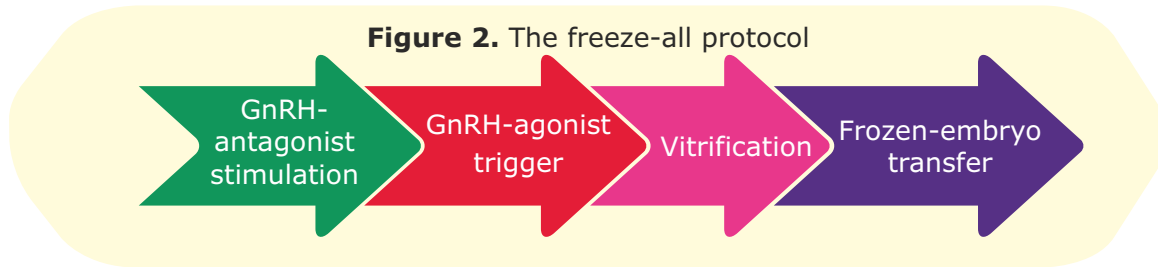 Figure 2. The freeze-all protocol
GnRH-
antagonist
stimulation
GnRH-agonist
trigger
Vitrification
Frozen-embryo
transfer